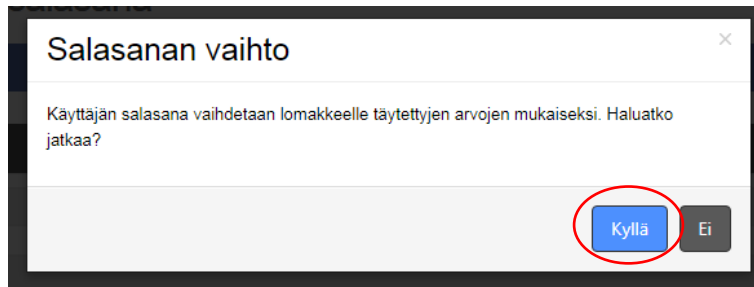 Salasanan vaihto
×
Käyttäjän salasana vaihdetaan lomakkeelle täytettyjen arvojen mukaiseksi. Haluatko
jatkaa?
Kyllä Ei